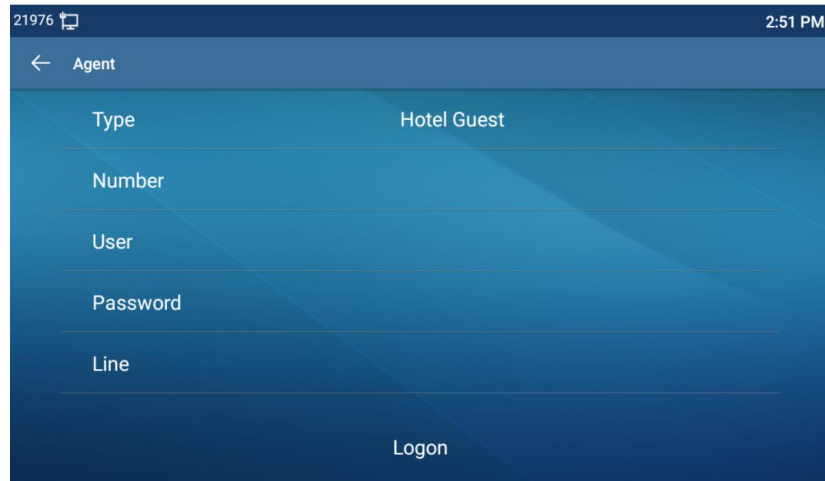 21976 2:51 PM
Agent
Type Hotel Guest
Number
User
Password
Line
Logon